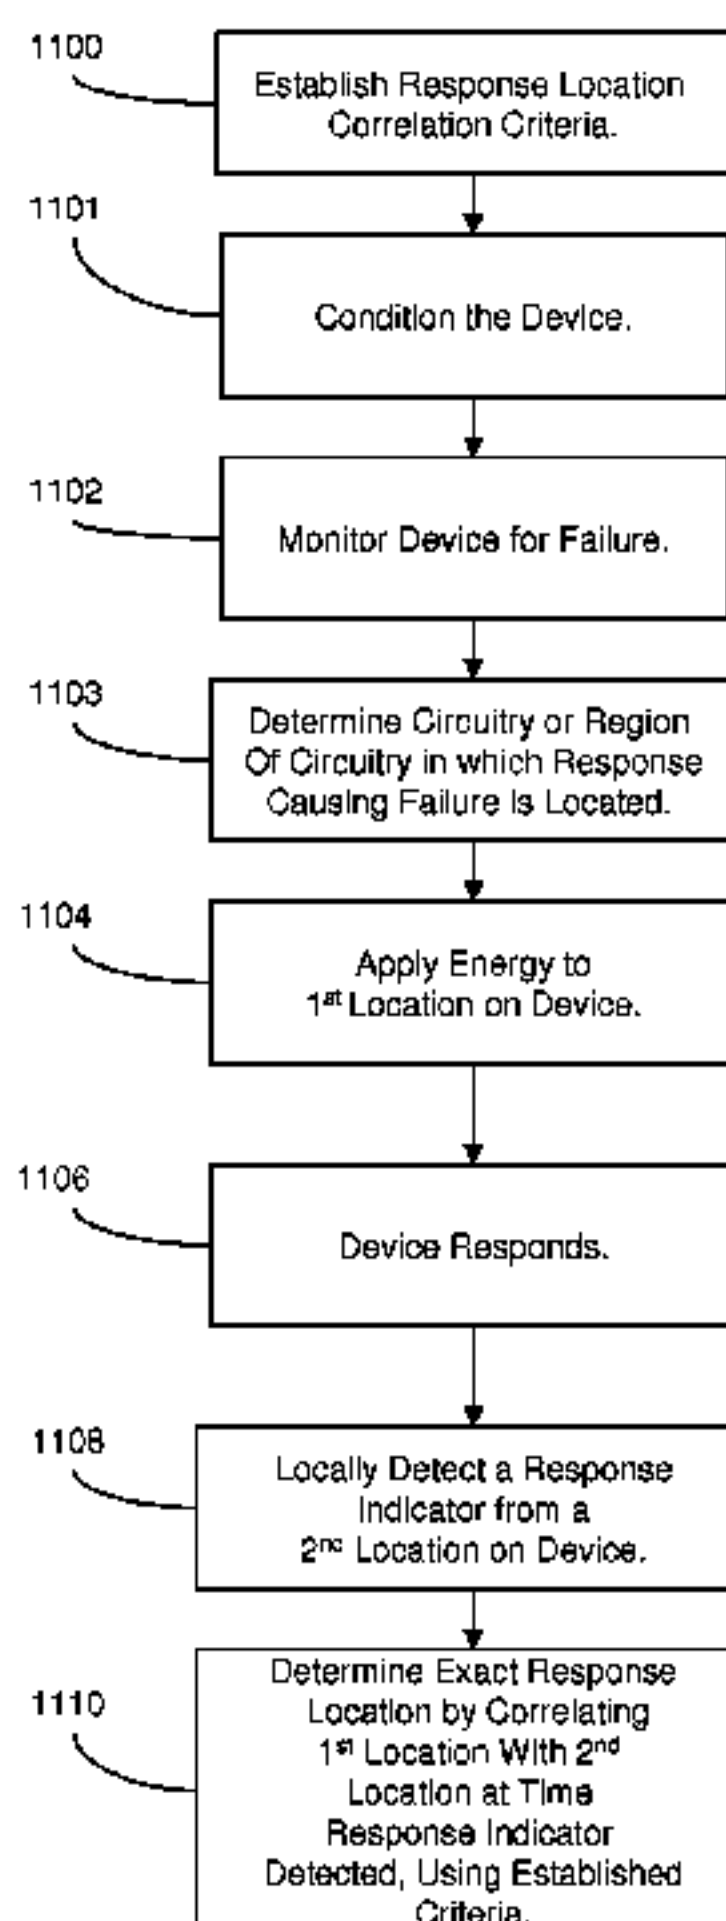 1100
Establish Response Location
Correlation Criteria.
1101
Condition the Device.
1102
Monitor Device for Failure.
1103
Determine Circuitry or Region
Of Circuitry in which Response
Causing Failure is Located.
1104
Apply Energy to
1st Location on Device.
1106
Device Responds.
1108
Locally Detect a Response
Indicator from a
2nd Location on Device.
1110
Determine Exact Response
Location by Correlating
1st Location With 2nd
Location at Time
Response Indicator
Detected, Using Established
Criteria.